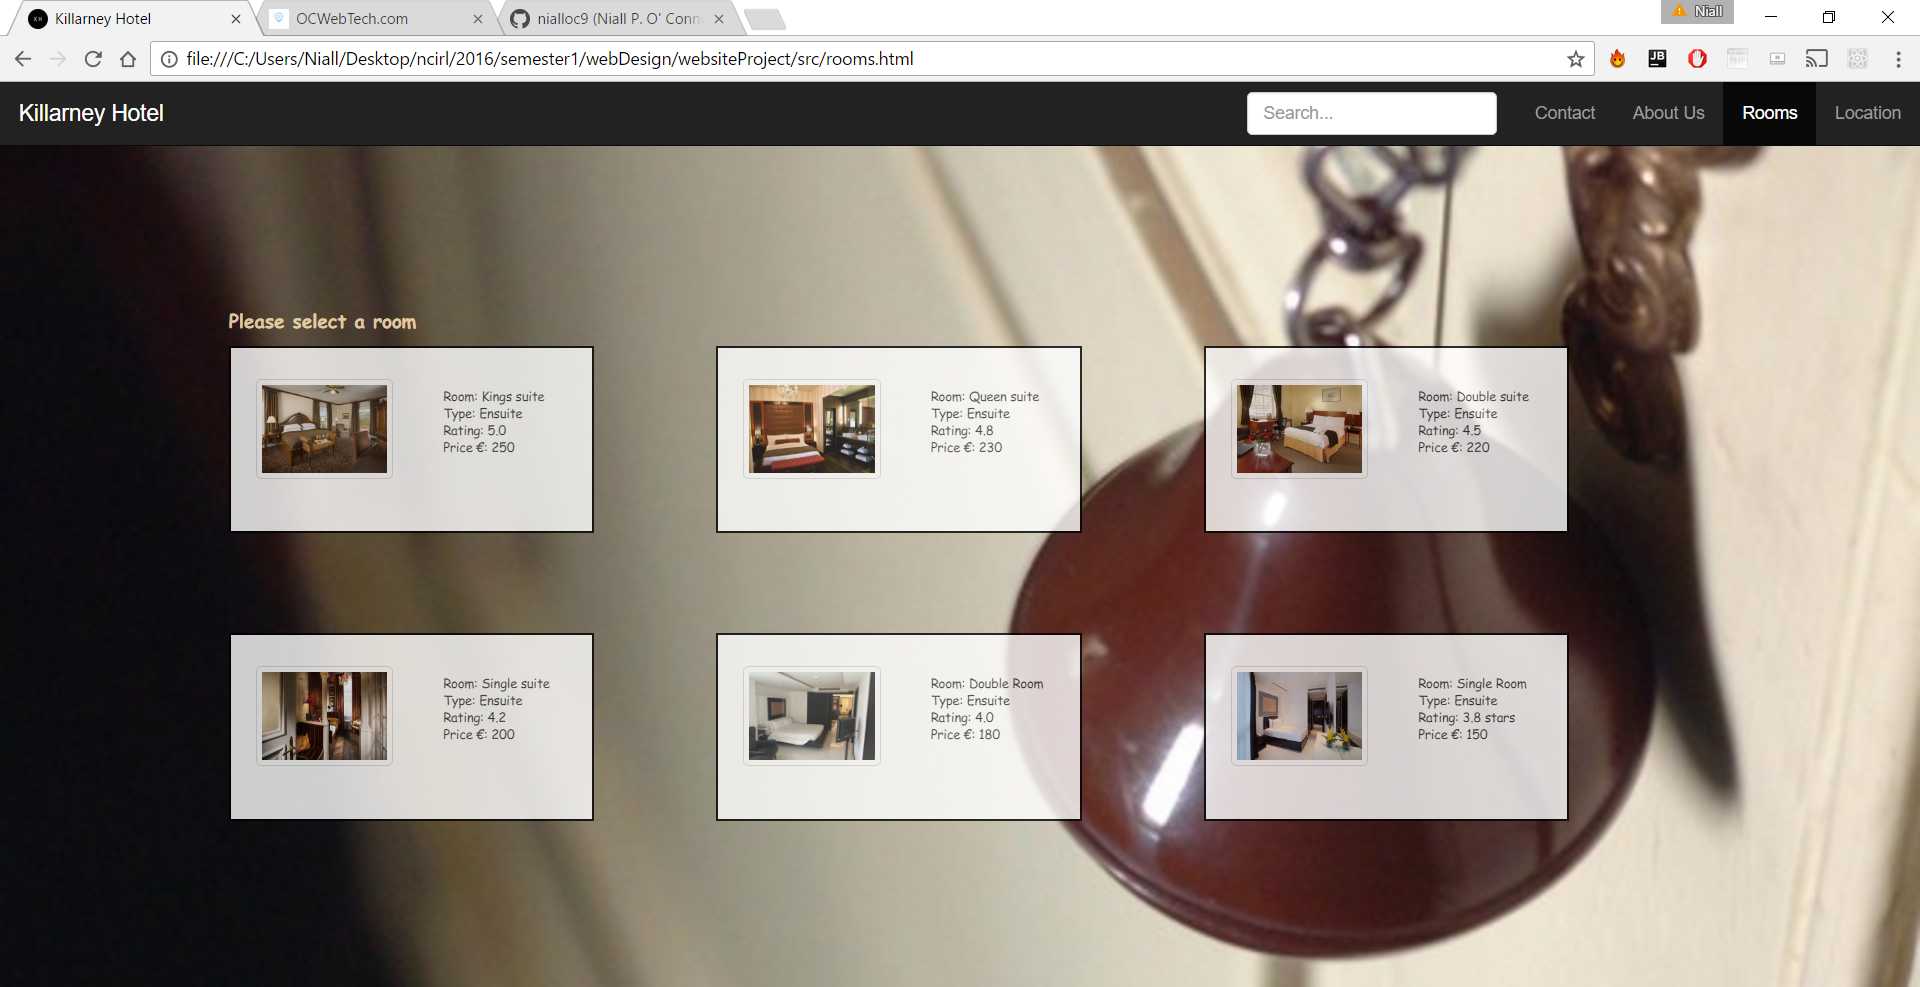 Killarney Hotel
OCWebTech.com
nialloc9 (Niall P. O' Conn
Niall
file:///C:/Users/Niall/Desktop/ncirl/2016/semester1/webDesign/websiteProject/src/rooms.html
JB
Killarney Hotel
Search...
Contact
About Us
Rooms
Location
Please select a room
Room: Kings suite
Type: Ensuite
Rating: 5.0
Price €: 250
Room: Queen suite
Type: Ensuite
Rating: 4.8
Price €: 230
Room: Double suite
Type: Ensuite
Rating: 4.5
Price €: 220
Room: Single suite
Type: Ensuite
Rating: 4.2
Price €: 200
Room: Double Room
Type: Ensuite
Rating: 4.0
Price €: 180
Room: Single Room
Type: Ensuite
Rating: 3.8 stars
Price €: 150